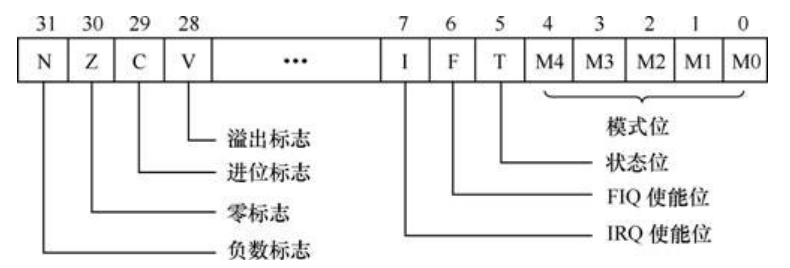 31 30 29 28 7 6 5 4 3 2 1 0
N Z C V ... I F T M4 M3 M2 M1 M0
溢出标志 模式位
进位标志 状态位
零标志 FIQ 使能位
负数标志 IRQ 使能位